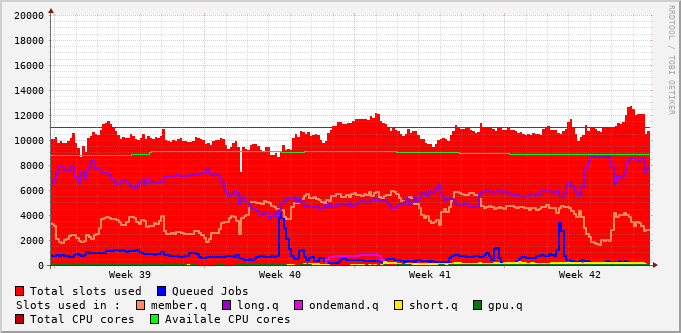 20000
18000
16000
14000
12000
10000
8000
6000
4000
2000
0
Week 39 Week 40 Week 41 Week 42
RRDTOOL / TOBI OETIKER
Total slots used Queued Jobs
Slots used in : member.q long.q ondemand.q short.q gpu.q
Total CPU cores Availale CPU cores